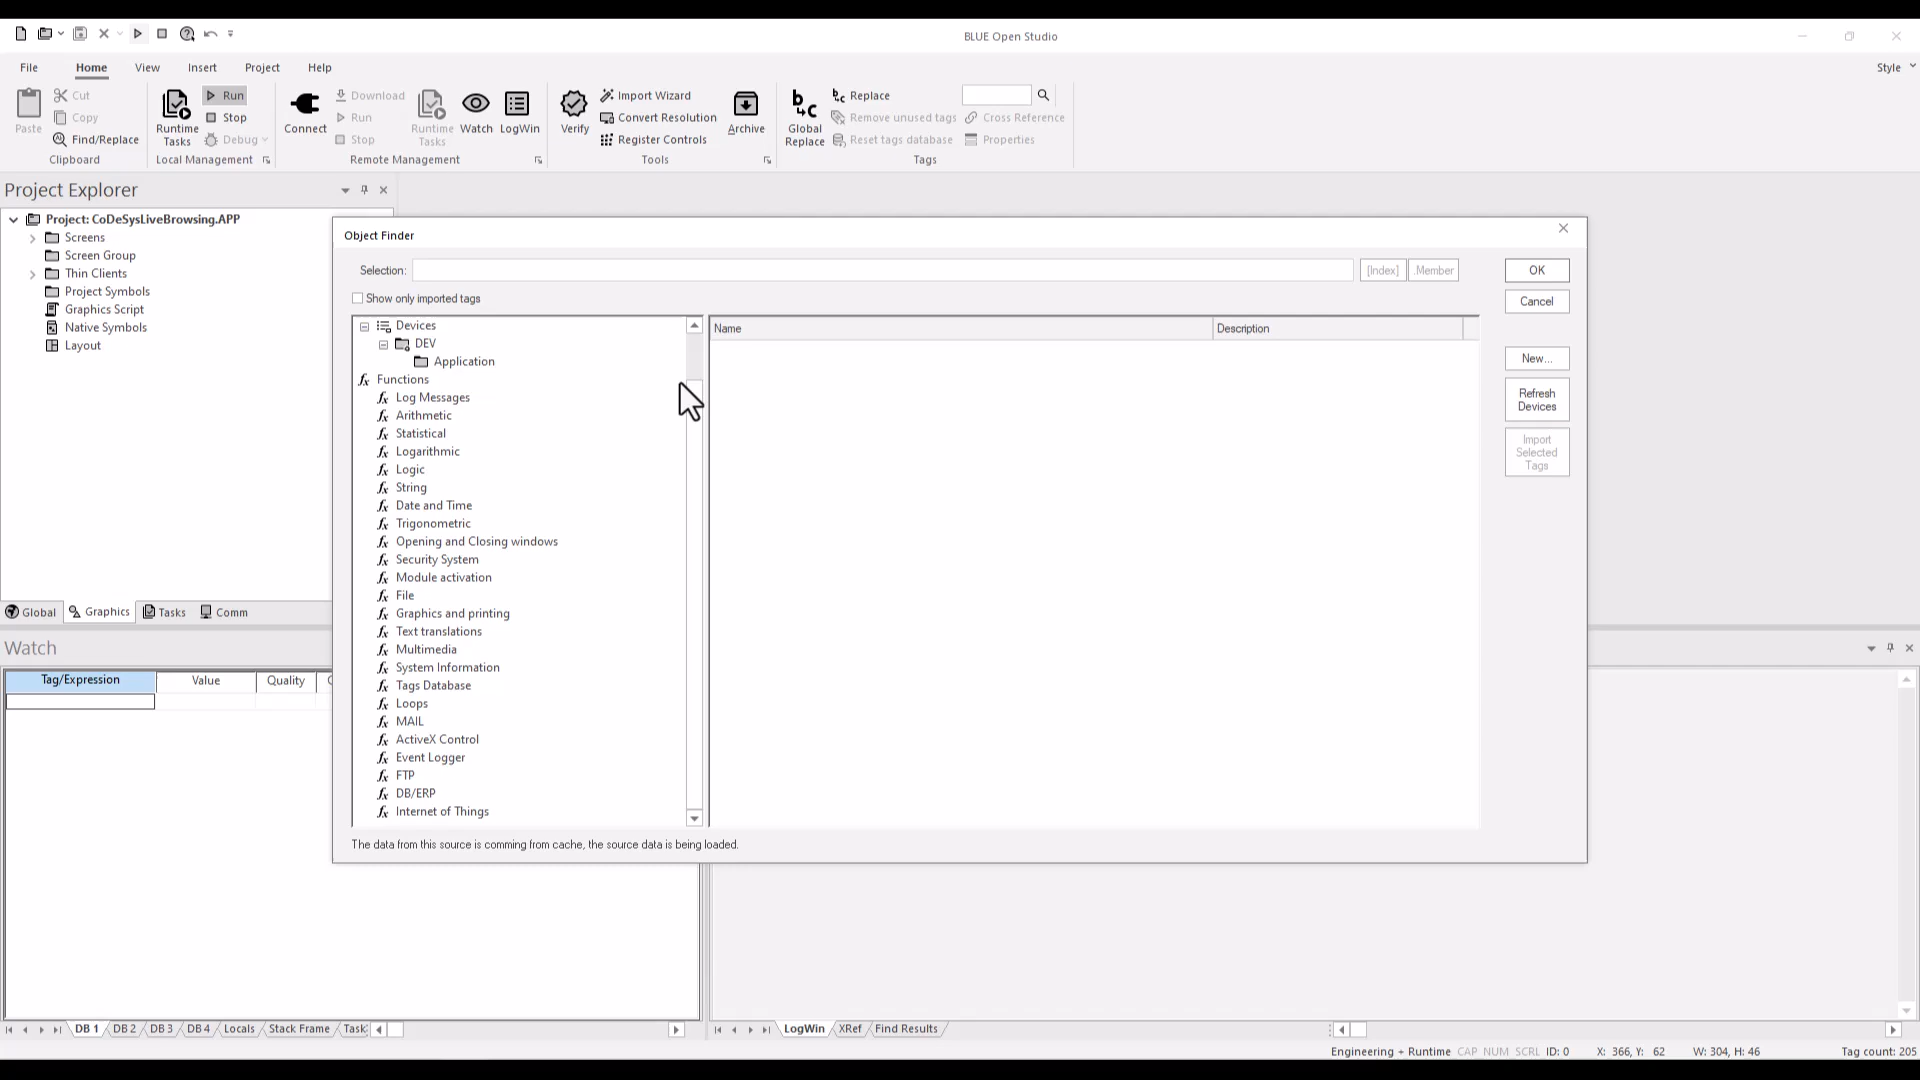 BLUE Open Studio
File Home View Insert Project Help Style
Paste Cut Copy Find/Replace Clipboard
Runtime Tasks Run Stop Debug Local Management
Connect Download Run Stop Runtime Tasks Watch LogWin Remote Management
Verify Import Wizard Convert Resolution Register Controls Archive Tools
Global Replace Replace Remove unused tags Reset tags database Cross Reference Properties Tags
Project Explorer
Project: CoDeSysLiveBrowsing.APP
Screens
Screen Group
Thin Clients
Project Symbols
Graphics Script
Native Symbols
Layout
Global Graphics Tasks Comm
Object Finder
Selection: [Index] .Member OK
Show only imported tags Cancel
Name Description
New...
Refresh Devices
Import Selected Tags
Devices
DEV
Application
Functions
Log Messages
Arithmetic
Statistical
Logarithmic
Logic
String
Date and Time
Trigonometric
Opening and Closing windows
Security System
Module activation
File
Graphics and printing
Text translations
Multimedia
System Information
Tags Database
Loops
MAIL
ActiveX Control
Event Logger
FTP
DB/ERP
Internet of Things
The data from this source is comming from cache, the source data is being loaded.
Watch
Tag/Expression Value Quality
DB 1 DB 2 DB 3 DB 4 Locals Stack Frame Task
LogWin XRef Find Results
Engineering + Runtime CAP NUM SCRL ID: 0 X: 366, Y: 62 W: 304, H: 46 Tag count: 205